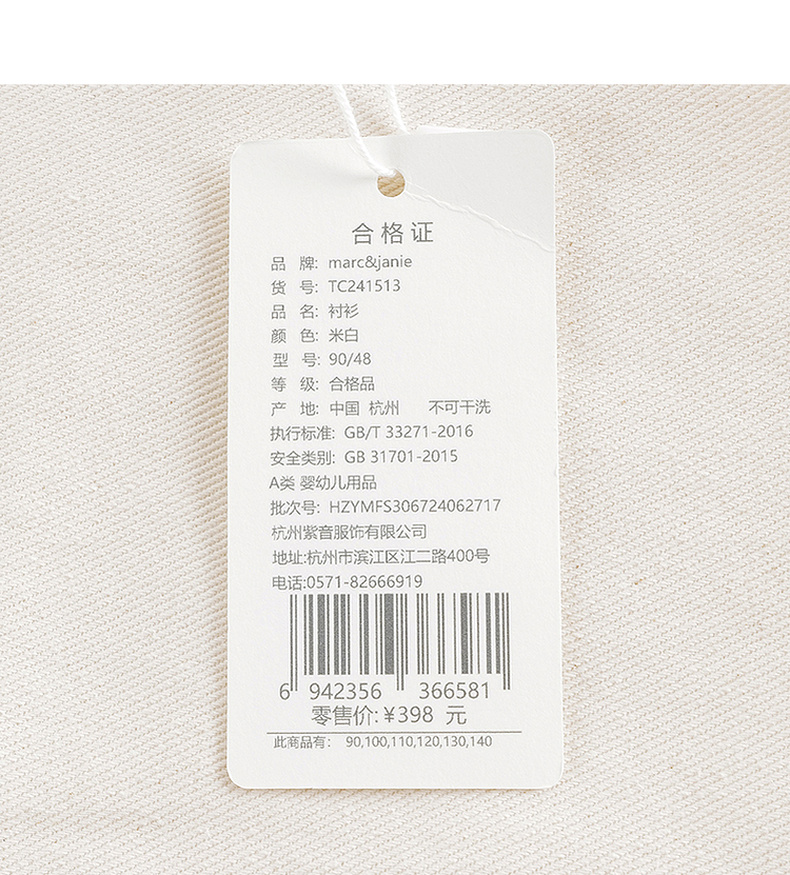 合格证
品 牌: marc&janie
货 号: TC241513
品 名: 衬衫
颜 色: 米白
型 号: 90/48
等 级: 合格品
产 地: 中国 杭州 不可干洗
执行标准: GB/T 33271-2016
安全类别: GB 31701-2015
A类 婴幼儿用品
批次号: HZYMFS306724062717
杭州紫音服饰有限公司
地址:杭州市滨江区江二路400号
电话:0571-82666919
6 942356 366581
零售价:¥398 元
此商品有: 90,100,110,120,130,140